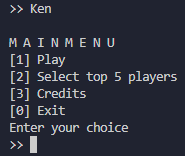 >> Ken
M A I N M E N U
[1] Play
[2] Select top 5 players
[3] Credits
[0] Exit
Enter your choice
>>